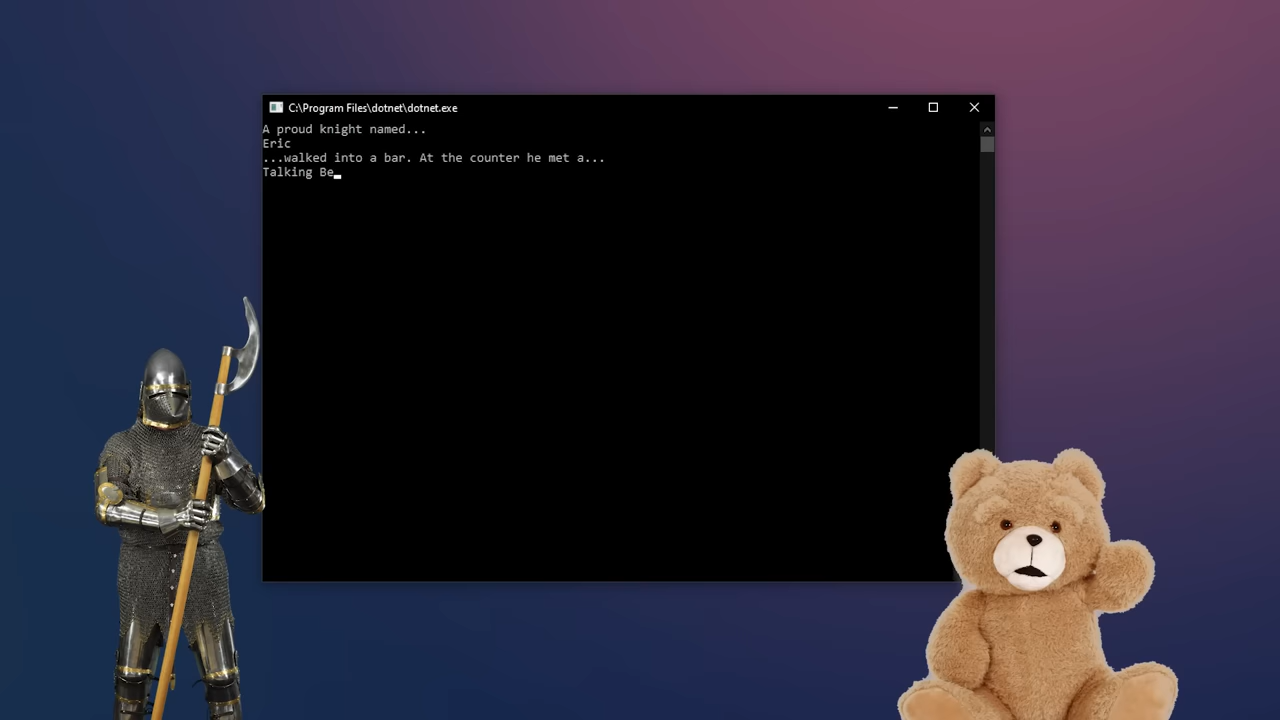 C:\Program Files\dotnet\dotnet.exe
A proud knight named...
Eric
...walked into a bar. At the counter he met a...
Talking Be